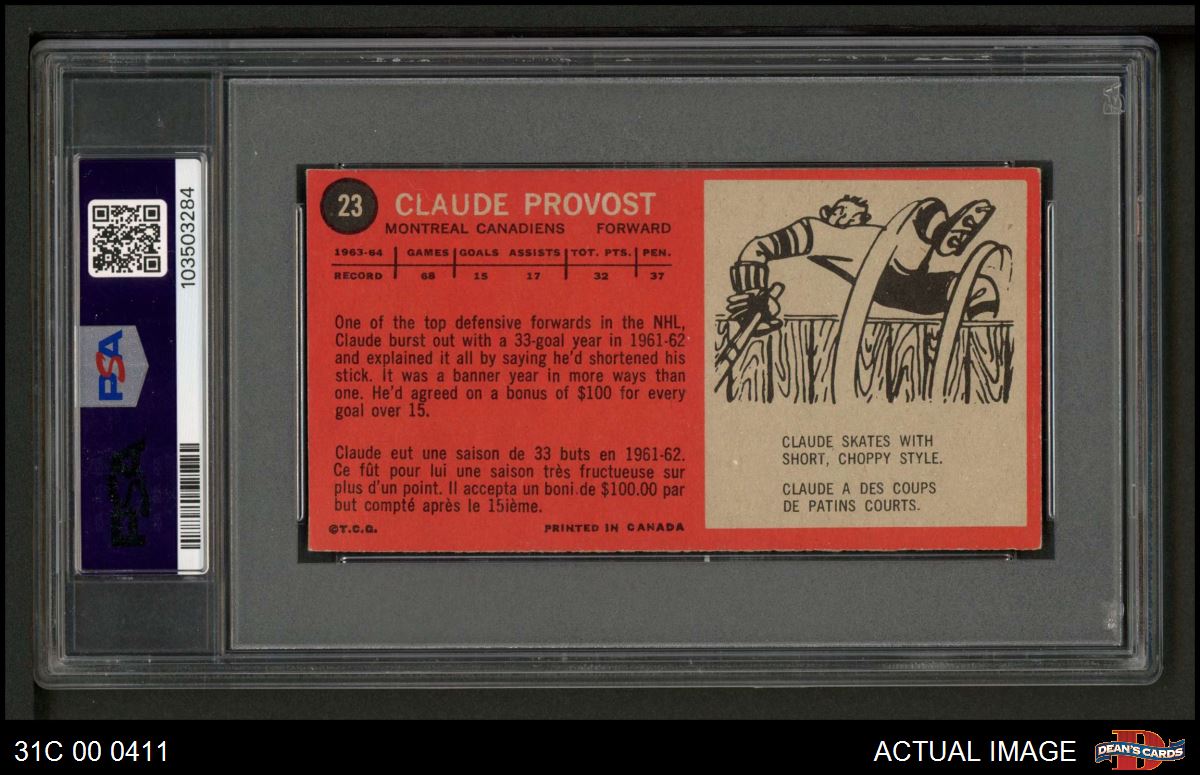 103503284
PSA
PSA
23
CLAUDE PROVOST
MONTREAL CANADIENS FORWARD
1963-64 GAMES GOALS ASSISTS TOT. PTS. PEN.
RECORD 68 15 17 32 37
One of the top defensive forwards in the NHL,
Claude burst out with a 33-goal year in 1961-62
and explained it all by saying he'd shortened his
stick. It was a banner year in more ways than
one. He'd agreed on a bonus of $100 for every
goal over 15.
Claude eut une saison de 33 buts en 1961-62.
Ce fût pour lui une saison très fructueuse sur
plus d'un point. Il accepta un boni de $100.00 par
but compté après le 15ième.
©T.C.G. PRINTED IN CANADA
CLAUDE SKATES WITH
SHORT, CHOPPY STYLE.
CLAUDE A DES COUPS
DE PATINS COURTS.
31C 00 0411
ACTUAL IMAGE
DEAN'S CARDS